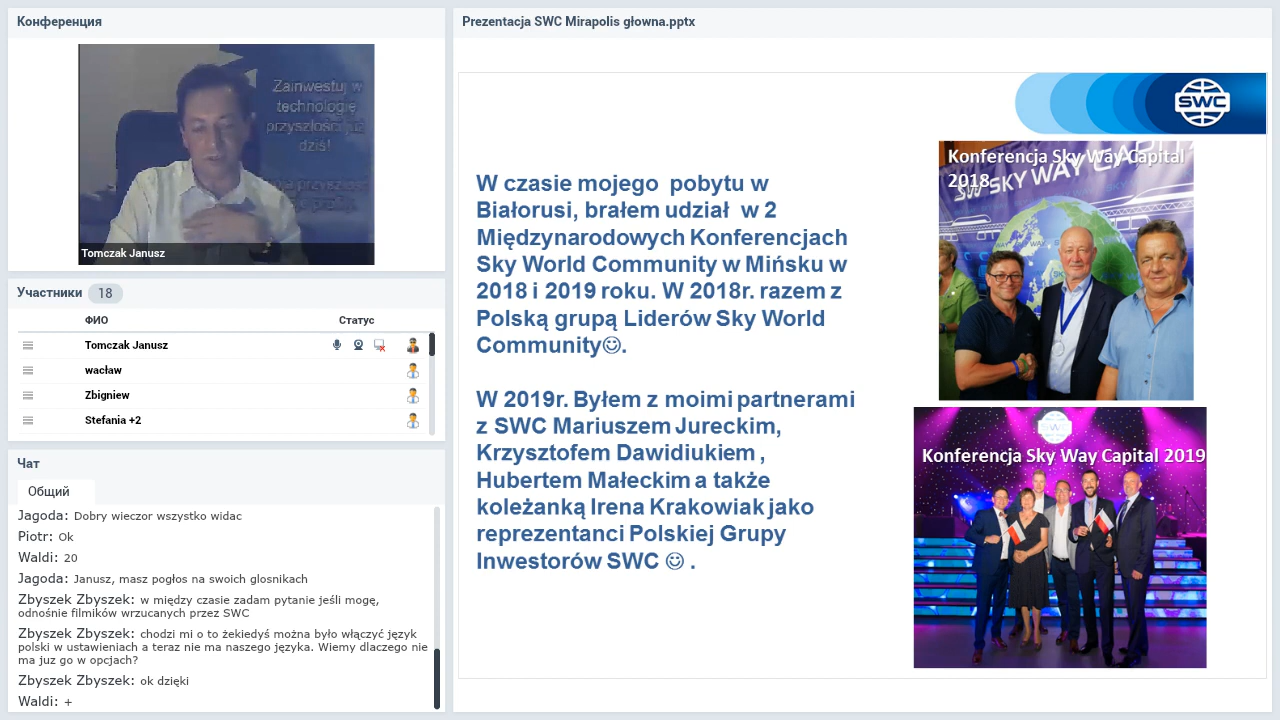 Конференция
Zainwestuj w
technologię
przyszłości już
dziś!
Tomczak Janusz
Участники 18
ФИО Статус
Tomczak Janusz
wacław
Zbigniew
Stefania +2
Чат
Общий
Jagoda: Dobry wieczor wszystko widac
Piotr: Ok
Waldi: 20
Jagoda: Janusz, masz pogłos na swoich glosnikach
Zbyszek Zbyszek: w między czasie zadam pytanie jeśli mogę,
odnośnie filmików wrzucanych przez SWC
Zbyszek Zbyszek: chodzi mi o to żekiedyś można było włączyć język
polski w ustawieniach a teraz nie ma naszego języka. Wiemy dlaczego nie
ma juz go w opcjach?
Zbyszek Zbyszek: ok dzięki
Waldi: +
Prezentacja SWC Mirapolis głowna.pptx
SWC
W czasie mojego pobytu w
Białorusi, brałem udział w 2
Międzynarodowych Konferencjach
Sky World Community w Mińsku w
2018 i 2019 roku. W 2018r. razem z
Polską grupą Liderów Sky World
Community☺.
W 2019r. Byłem z moimi partnerami
z SWC Mariuszem Jureckim,
Krzysztofem Dawidiukiem ,
Hubertem Małeckim a także
koleżanką Irena Krakowiak jako
reprezentanci Polskiej Grupy
Inwestorów SWC ☺ .
Konferencja Sky Way Capital
2018
SKY WAY CAPITAL
SWC
Konferencja Sky Way Capital 2019